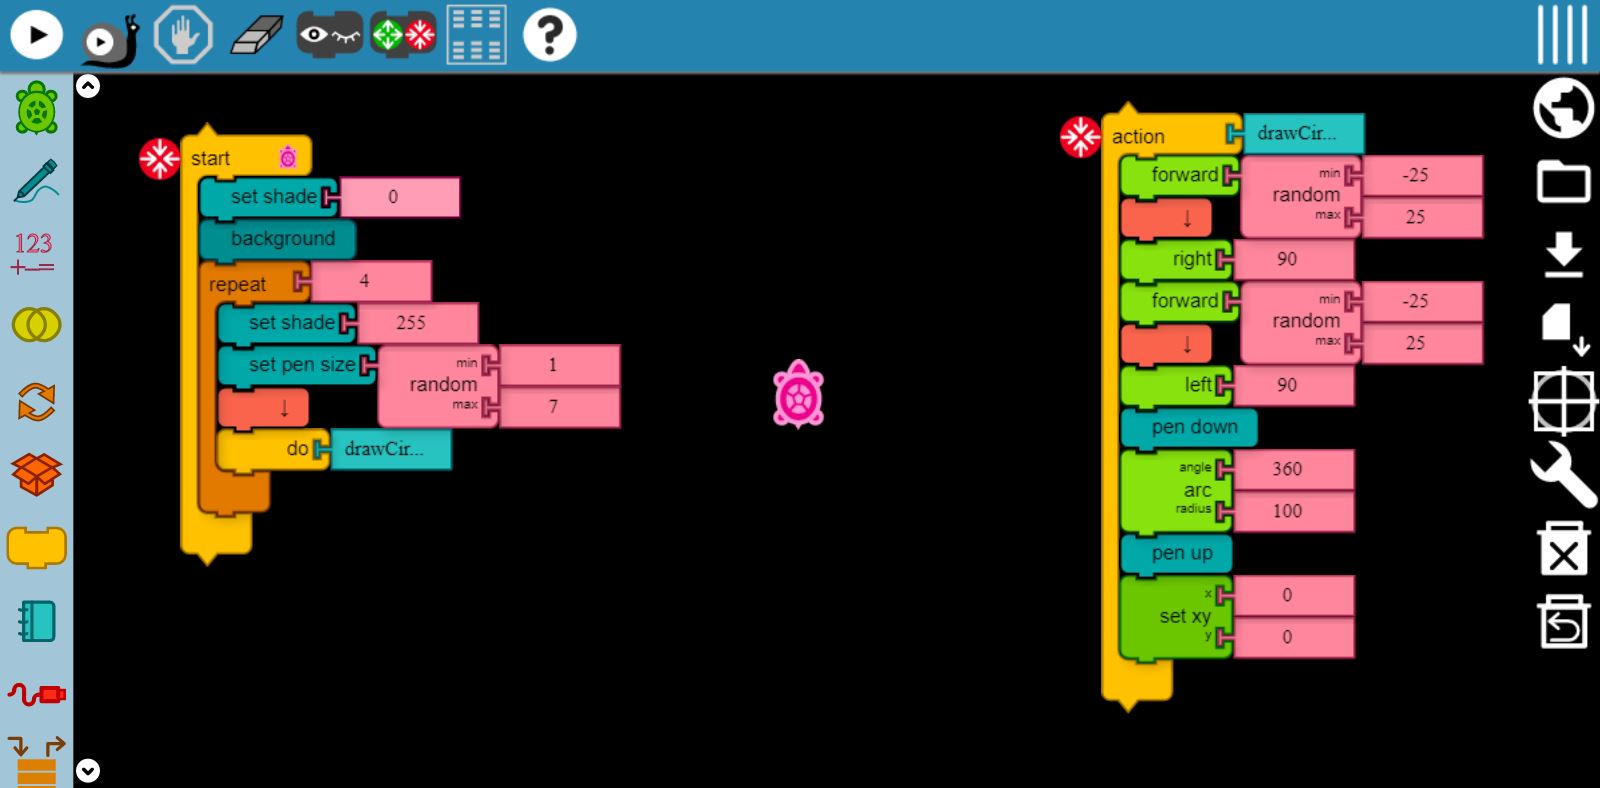 ?
123
+−=
start
set shade 0
background
repeat 4
set shade 255
set pen size random min 1
max 7
↓
do drawCir...
action drawCir...
forward random min -25
max 25
↓
right 90
forward random min -25
max 25
↓
left 90
pen down
arc angle 360
radius 100
pen up
set xy x 0
y 0